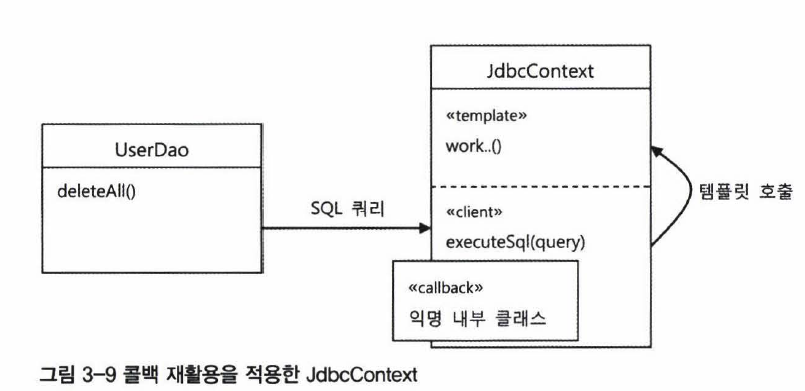 JdbcContext
«template»
work..()
UserDao
deleteAll()
SQL 쿼리
템플릿 호출
«client»
executeSql(query)
«callback»
익명 내부 클래스
그림 3-9 콜백 재활용을 적용한 JdbcContext